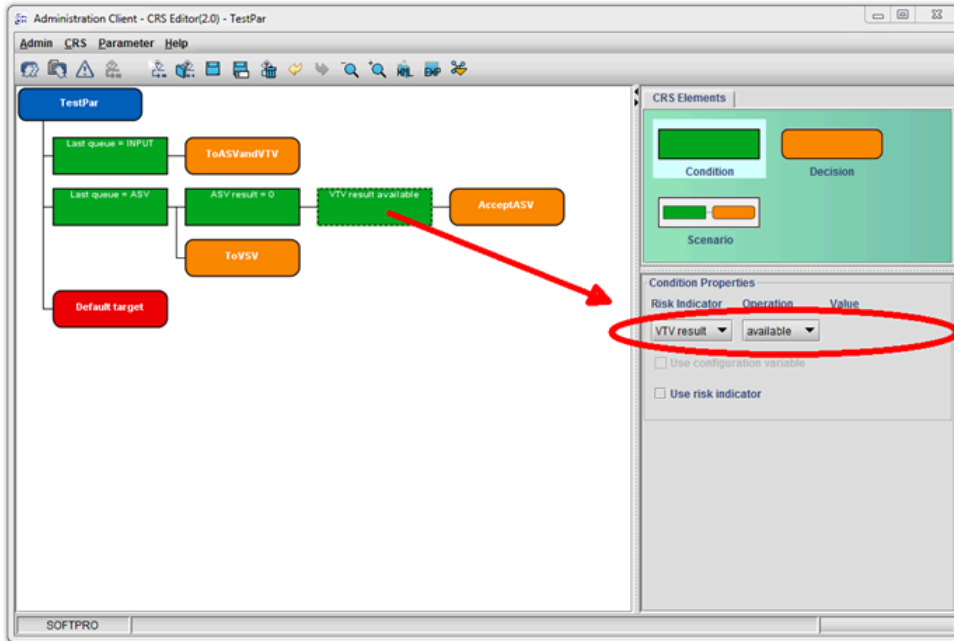 Administration Client - CRS Editor(2.0) - TestPar
Admin CRS Parameter Help
XML EXP
TestPar
Last queue = INPUT
ToASVandVTV
Last queue = ASV
ASV result = 0
VTV result available
AcceptASV
ToVSV
Default target
CRS Elements
Condition
Decision
Scenario
Condition Properties
Risk Indicator Operation Value
VTV result available
Use configuration variable
Use risk indicator
SOFTPRO